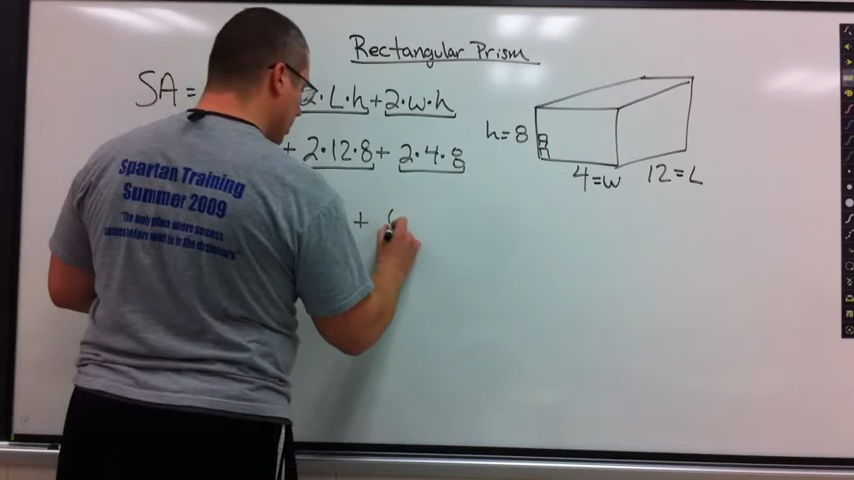 Rectangular Prism
SA = 2·L·h + 2·w·h
+ 2·12·8 + 2·4·8
+
h = 8
4 = w
12 = L
Spartan Training
Summer 2009
"The only place where success
comes before work is in the dictionary."